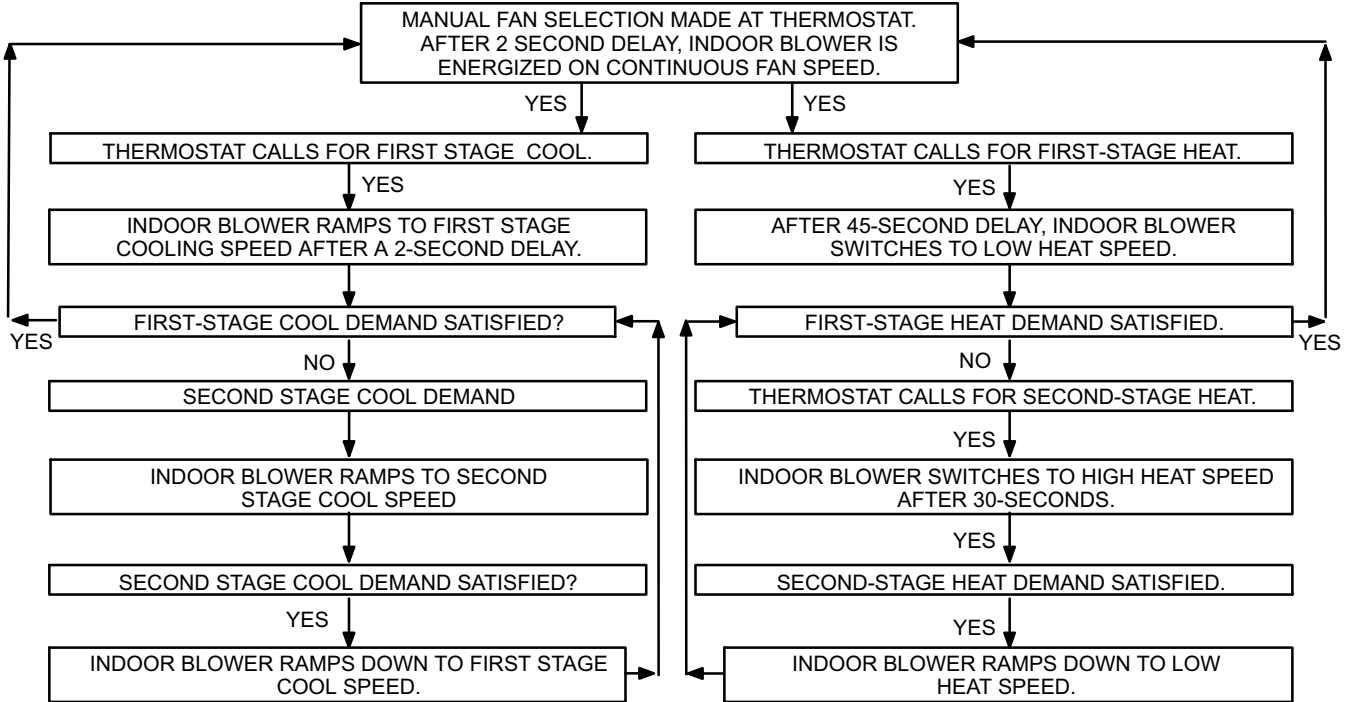 MANUAL FAN SELECTION MADE AT THERMOSTAT.
AFTER 2 SECOND DELAY, INDOOR BLOWER IS
ENERGIZED ON CONTINUOUS FAN SPEED.
YES
YES
THERMOSTAT CALLS FOR FIRST STAGE COOL.
YES
INDOOR BLOWER RAMPS TO FIRST STAGE
COOLING SPEED AFTER A 2-SECOND DELAY.
FIRST-STAGE COOL DEMAND SATISFIED?
YES
NO
SECOND STAGE COOL DEMAND
INDOOR BLOWER RAMPS TO SECOND
STAGE COOL SPEED
SECOND STAGE COOL DEMAND SATISFIED?
YES
INDOOR BLOWER RAMPS DOWN TO FIRST STAGE
COOL SPEED.
THERMOSTAT CALLS FOR FIRST-STAGE HEAT.
YES
AFTER 45-SECOND DELAY, INDOOR BLOWER
SWITCHES TO LOW HEAT SPEED.
FIRST-STAGE HEAT DEMAND SATISFIED.
YES
NO
THERMOSTAT CALLS FOR SECOND-STAGE HEAT.
YES
INDOOR BLOWER SWITCHES TO HIGH HEAT SPEED
AFTER 30-SECONDS.
YES
SECOND-STAGE HEAT DEMAND SATISFIED.
YES
INDOOR BLOWER RAMPS DOWN TO LOW
HEAT SPEED.